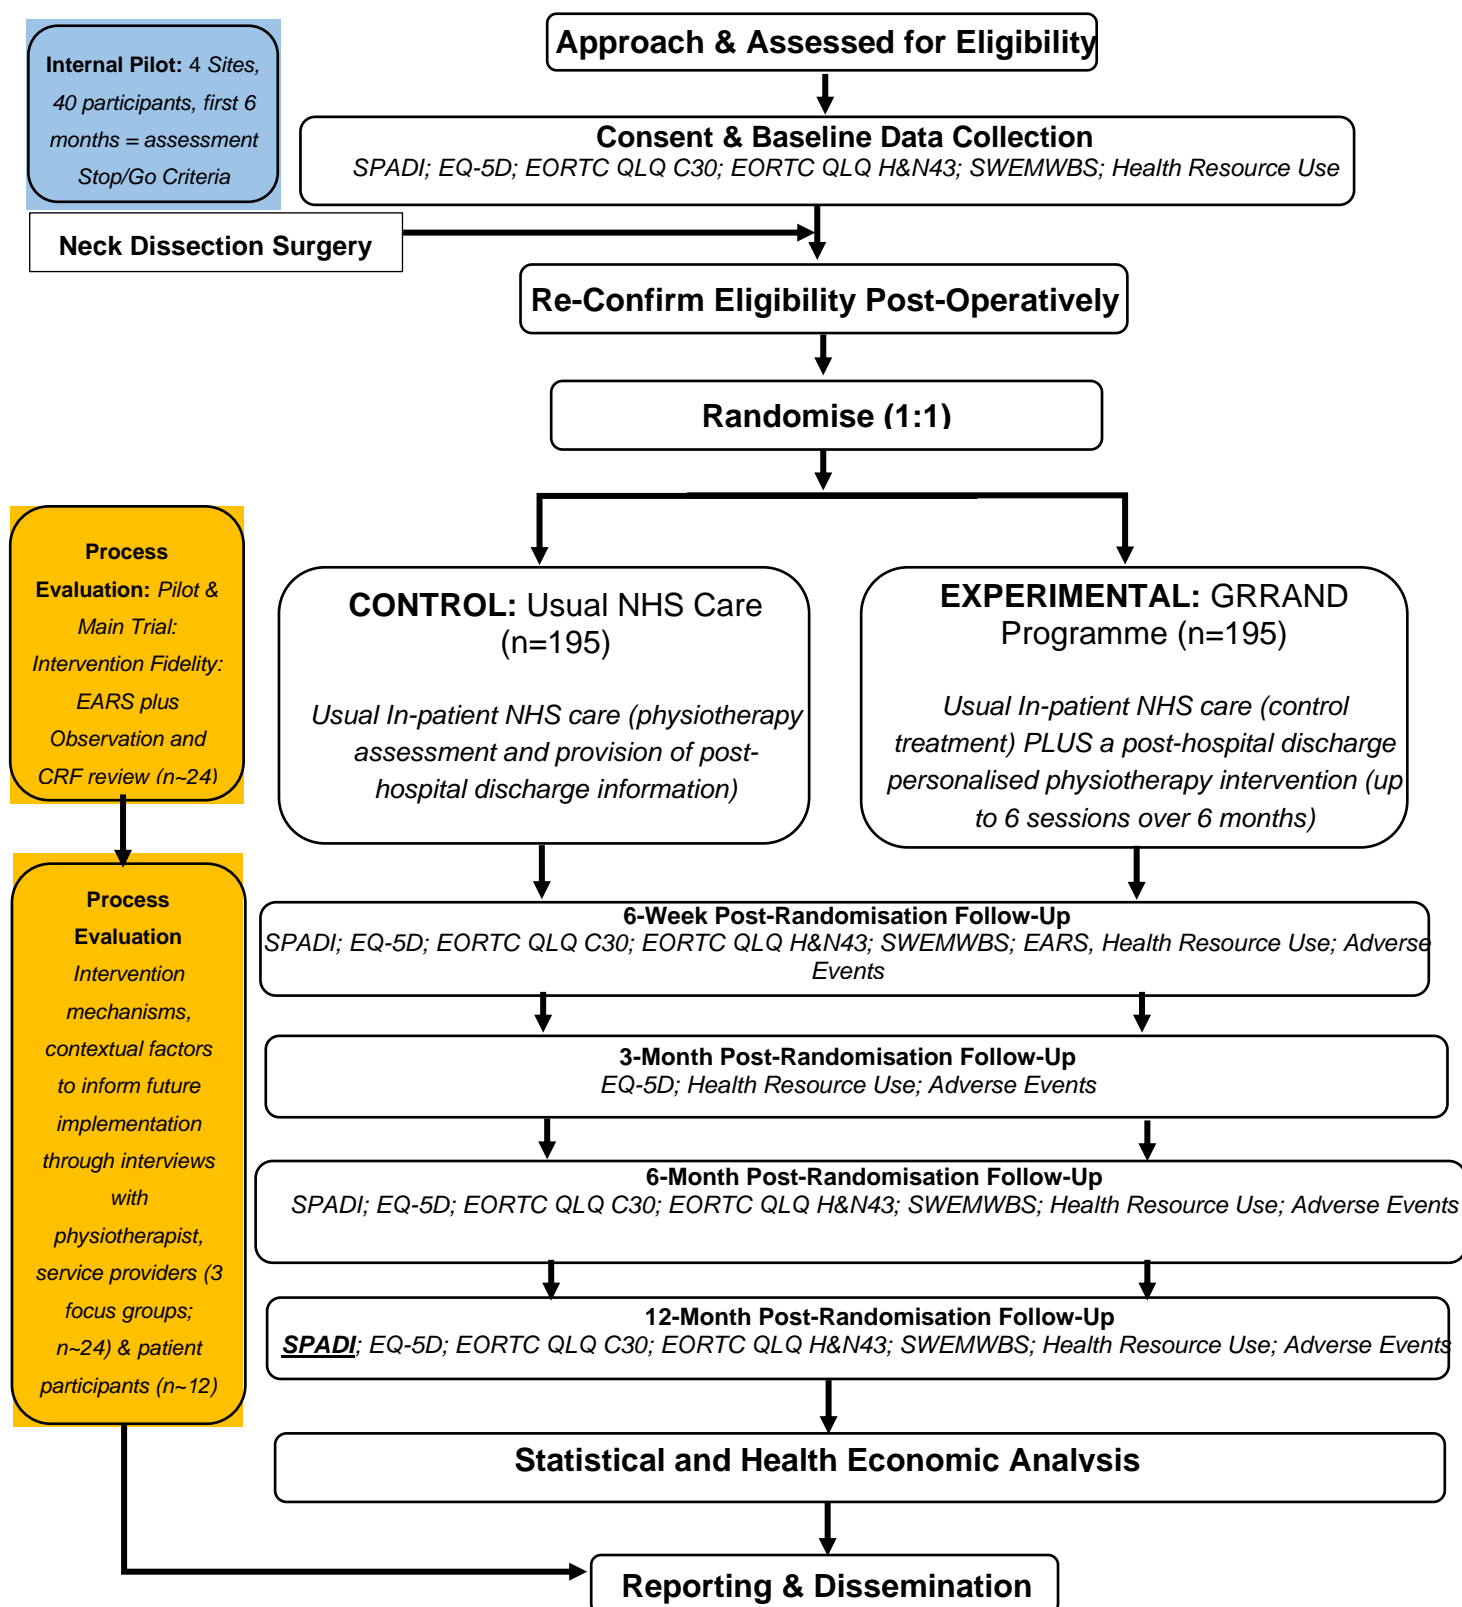 Approach & Assessed for Eligibility
Internal Pilot: 4 Sites,
40 participants, first 6
months = assessment
Stop/Go Criteria
Consent & Baseline Data Collection
SPADI; EQ-5D; EORTC QLQ C30; EORTC QLQ H&N43; SWEMWBS; Health Resource Use
Neck Dissection Surgery
Re-Confirm Eligibility Post-Operatively
Randomise (1:1)
Process
Evaluation: Pilot &
Main Trial:
Intervention Fidelity:
EARS plus
Observation and
CRF review (n~24)
CONTROL: Usual NHS Care
(n=195)
Usual In-patient NHS care (physiotherapy
assessment and provision of post-
hospital discharge information)
EXPERIMENTAL: GRRAND
Programme (n=195)
Usual In-patient NHS care (control
treatment) PLUS a post-hospital discharge
personalised physiotherapy intervention (up
to 6 sessions over 6 months)
Process
Evaluation
Intervention
mechanisms,
contextual factors
to inform future
implementation
through interviews
with
physiotherapist,
service providers (3
focus groups;
n~24) & patient
participants (n~12)
6-Week Post-Randomisation Follow-Up
SPADI; EQ-5D; EORTC QLQ C30; EORTC QLQ H&N43; SWEMWBS; EARS, Health Resource Use; Adverse
Events
3-Month Post-Randomisation Follow-Up
EQ-5D; Health Resource Use; Adverse Events
6-Month Post-Randomisation Follow-Up
SPADI; EQ-5D; EORTC QLQ C30; EORTC QLQ H&N43; SWEMWBS; Health Resource Use; Adverse Events
12-Month Post-Randomisation Follow-Up
SPADI; EQ-5D; EORTC QLQ C30; EORTC QLQ H&N43; SWEMWBS; Health Resource Use; Adverse Events
Statistical and Health Economic Analysis
Reporting & Dissemination